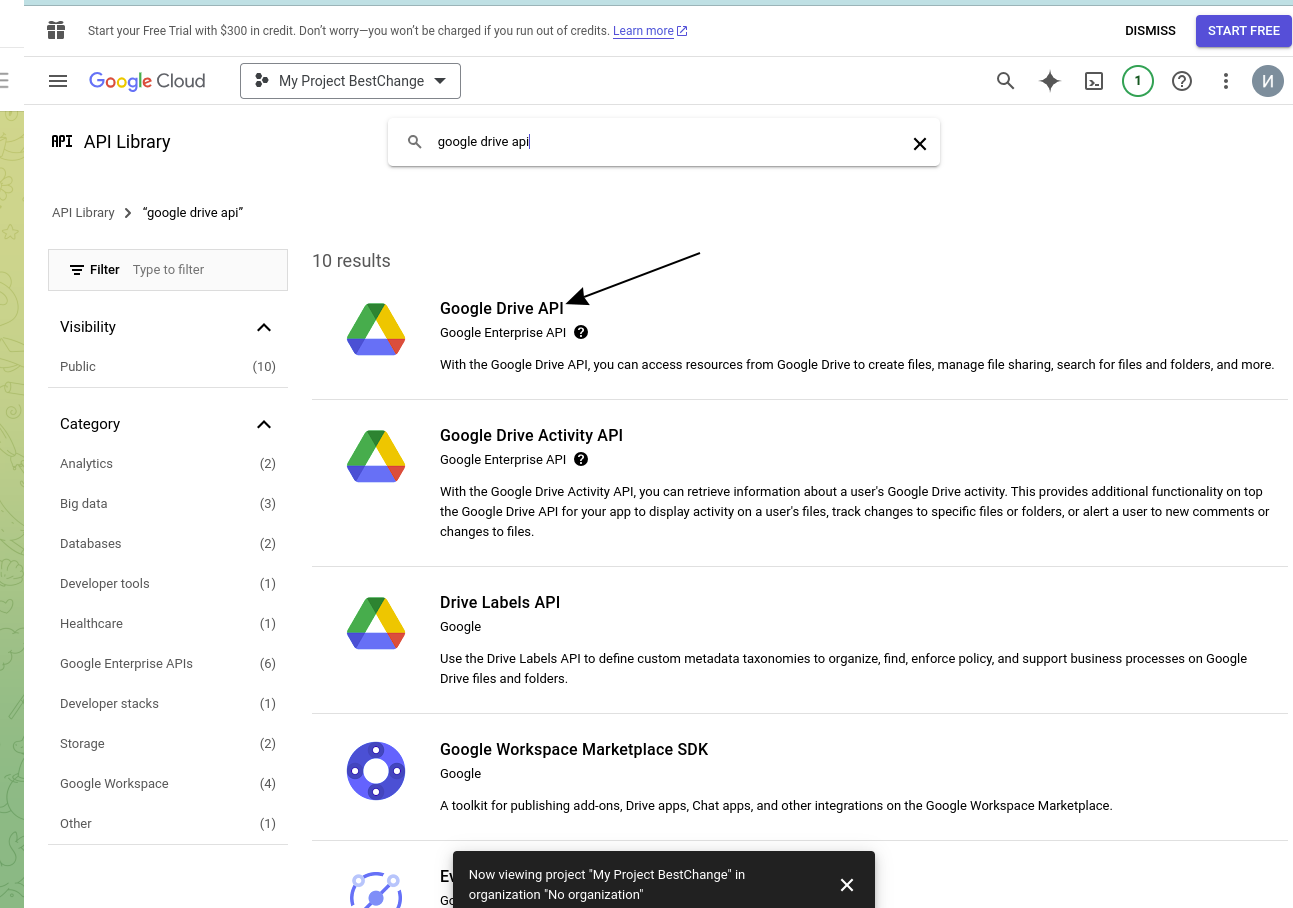 Start your Free Trial with $300 in credit. Don’t worry—you won’t be charged if you run out of credits. Learn more
DISMISS
START FREE
Google Cloud
My Project BestChange
1
И
API API Library
google drive api
API Library
“google drive api”
Filter Type to filter
10 results
Visibility
Public (10)
Category
Analytics (2)
Big data (3)
Databases (2)
Developer tools (1)
Healthcare (1)
Google Enterprise APIs (6)
Developer stacks (1)
Storage (2)
Google Workspace (4)
Other (1)
Google Drive API
Google Enterprise API
With the Google Drive API, you can access resources from Google Drive to create files, manage file sharing, search for files and folders, and more.
Google Drive Activity API
Google Enterprise API
With the Google Drive Activity API, you can retrieve information about a user's Google Drive activity. This provides additional functionality on top
the Google Drive API for your app to display activity on a user's files, track changes to specific files or folders, or alert a user to new comments or
changes to files.
Drive Labels API
Google
Use the Drive Labels API to define custom metadata taxonomies to organize, find, enforce policy, and support business processes on Google
Drive files and folders.
Google Workspace Marketplace SDK
Google
A toolkit for publishing add-ons, Drive apps, Chat apps, and other integrations on the Google Workspace Marketplace.
Now viewing project "My Project BestChange" in
organization "No organization"